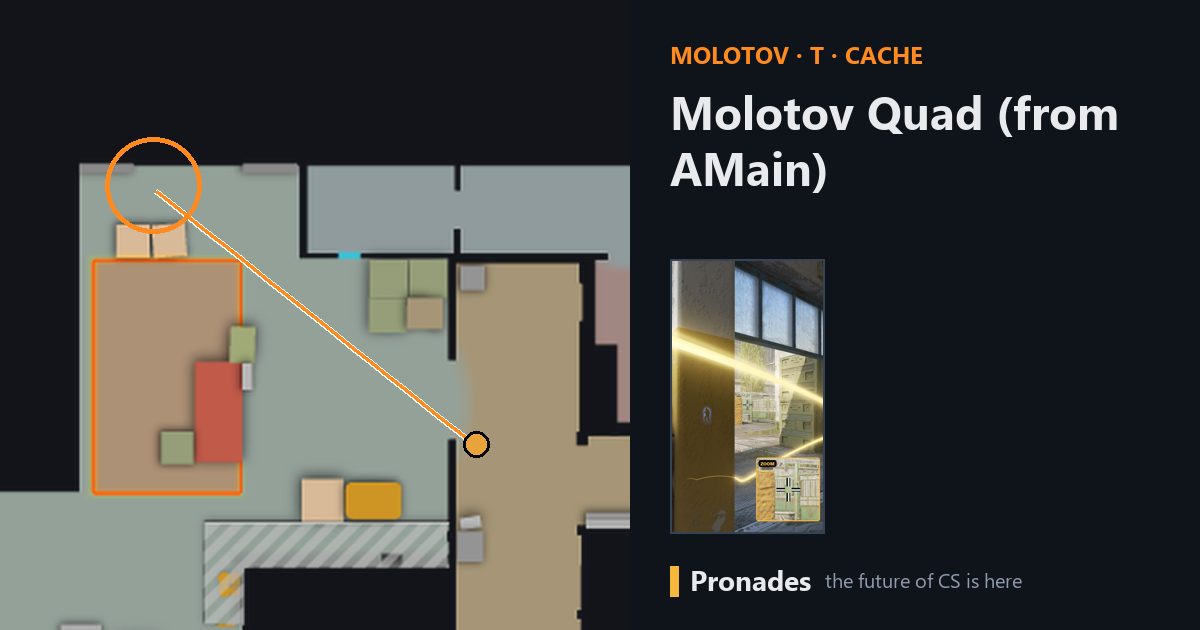 MOLOTOV · T · CACHE
Molotov Quad (from
AMain)
ZOOM
Pronades the future of CS is here